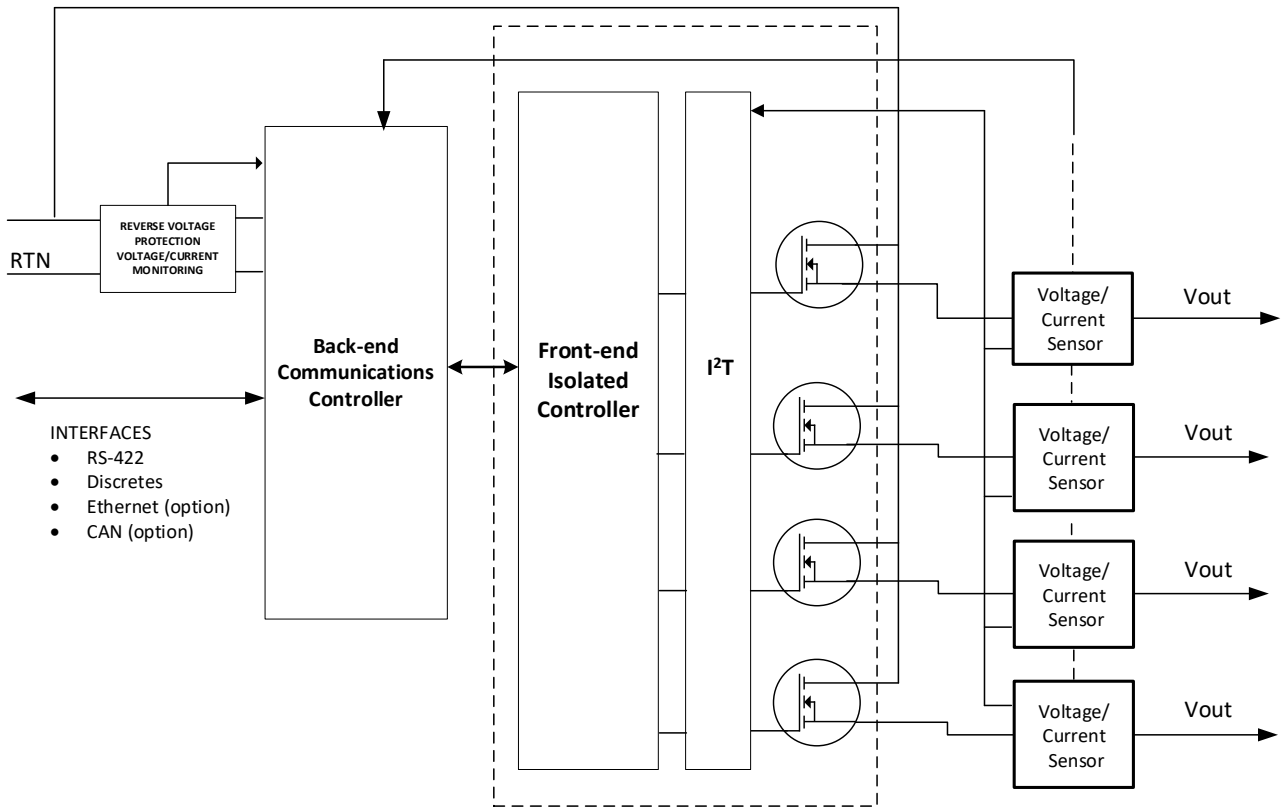 REVERSE VOLTAGE
PROTECTION
VOLTAGE/CURRENT
MONITORING
RTN
Back-end
Communications
Controller
Front-end
Isolated
Controller
I²T
INTERFACES
• RS-422
• Discretes
• Ethernet (option)
• CAN (option)
Voltage/
Current
Sensor
Vout
Voltage/
Current
Sensor
Vout
Voltage/
Current
Sensor
Vout
Voltage/
Current
Sensor
Vout